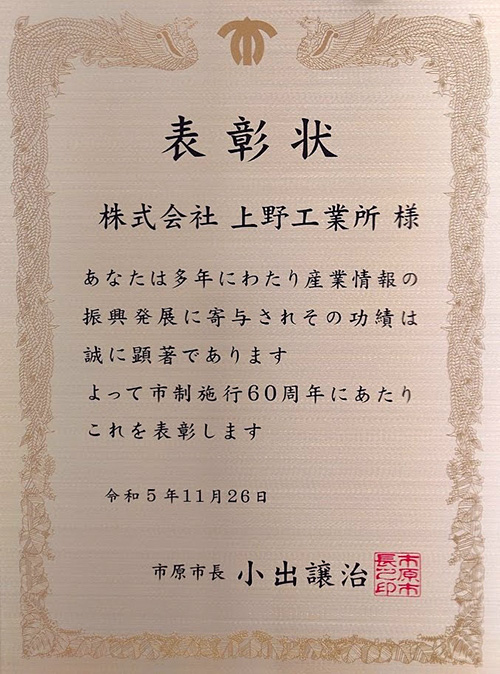 表彰状
株式会社 上野工業所 様
あなたは多年にわたり産業情報の
振興発展に寄与されその功績は
誠に顕著であります
よって市制施行60周年にあたり
これを表彰します
令和5年11月26日
市原市長 小出譲治
市原市
長之印